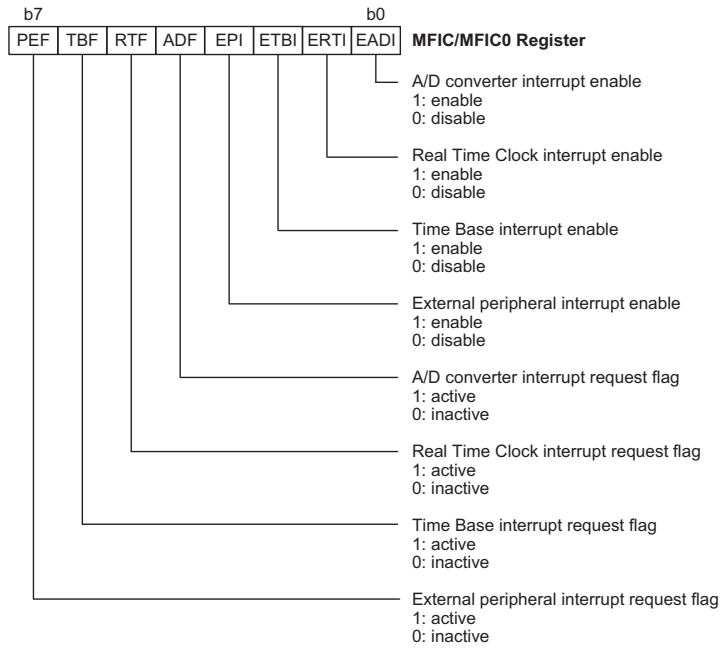 b7 b0
PEF TBF RTF ADF EPI ETBI ERTI EADI MFIC/MFIC0 Register
A/D converter interrupt enable
1: enable
0: disable
Real Time Clock interrupt enable
1: enable
0: disable
Time Base interrupt enable
1: enable
0: disable
External peripheral interrupt enable
1: enable
0: disable
A/D converter interrupt request flag
1: active
0: inactive
Real Time Clock interrupt request flag
1: active
0: inactive
Time Base interrupt request flag
1: active
0: inactive
External peripheral interrupt request flag
1: active
0: inactive